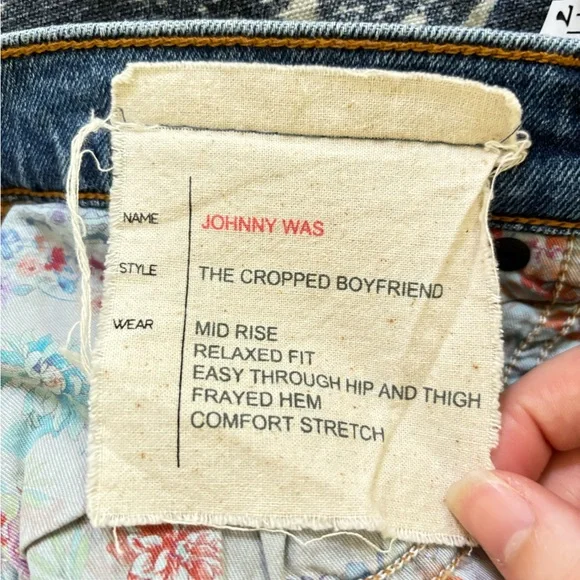 NAME JOHNNY WAS
STYLE THE CROPPED BOYFRIEND
WEAR MID RISE
RELAXED FIT
EASY THROUGH HIP AND THIGH
FRAYED HEM
COMFORT STRETCH